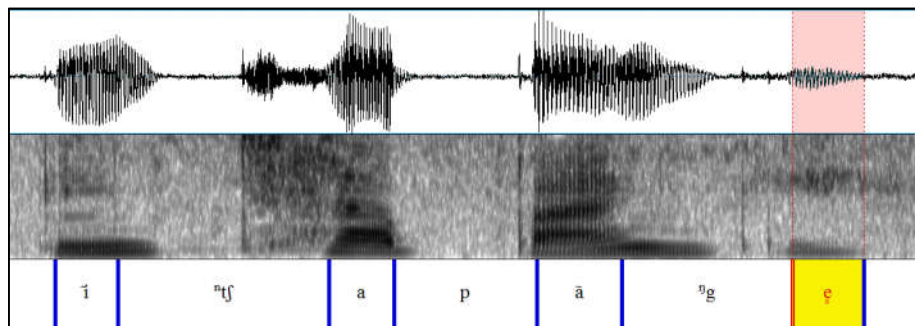 í ⁿtʃ a p ā ᵑg e̤